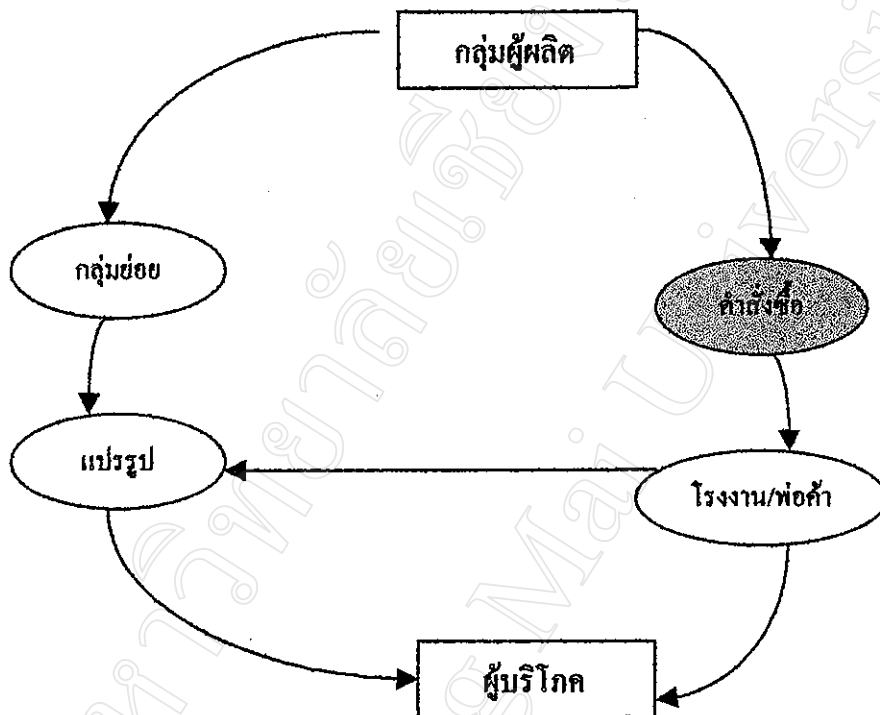 กลุ่มผู้ผลิต
กลุ่มย่อย
คำสั่งซื้อ
แปรรูป
โรงงาน/พ่อค้า
ผู้บริโภค